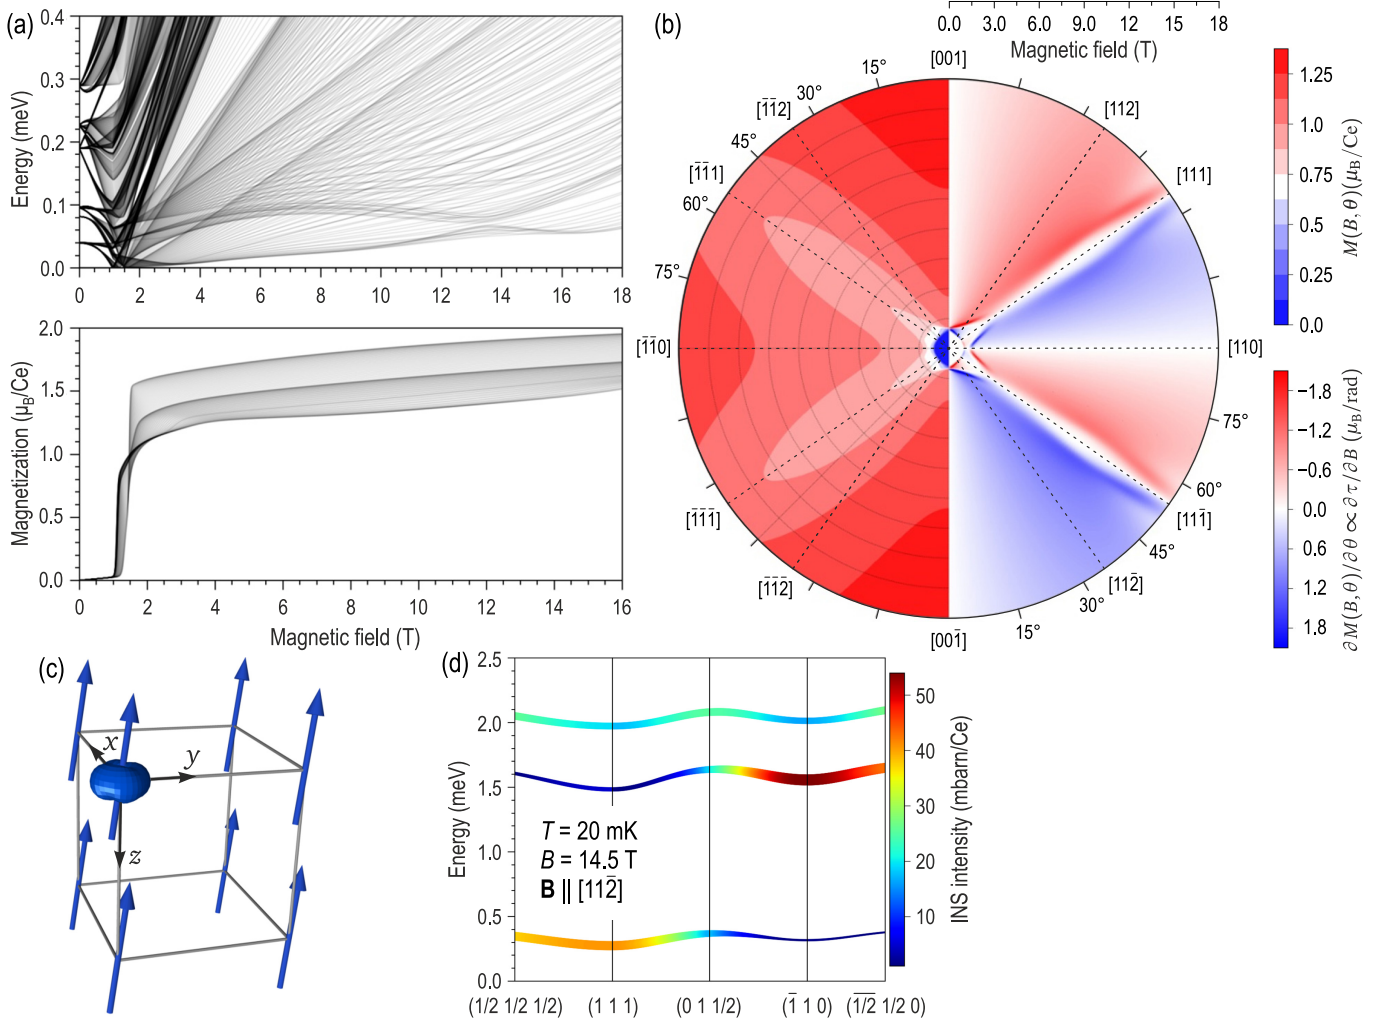 (a)
0.4
0.3
0.2
0.1
0.0
Energy (meV)
0 2 4 6 8 10 12 14 16 18
2.0
1.5
1.0
0.5
0.0
Magnetization (μB/Ce)
0 2 4 6 8 10 12 14 16
Magnetic field (T)
(b)
0.0 3.0 6.0 9.0 12 15 18
Magnetic field (T)
[001]
15°
30°
[1̅1̅2]
45°
[1̅1̅1]
60°
75°
[1̅1̅0]
[1̅1̅1̅]
[1̅1̅2̅]
[001̅]
[112]
[111]
[110]
75°
60°
[111̅]
45°
[112̅]
30°
15°
1.25
1.0
0.75
0.5
0.25
0.0
M(B, θ)(μB/Ce)
−1.8
−1.2
−0.6
0.0
0.6
1.2
1.8
∂M(B, θ)/∂θ ∝ ∂τ/∂B (μB/rad)
(c)
x
y
z
(d)
2.5
2.0
1.5
1.0
0.5
0.0
Energy (meV)
T = 20 mK
B = 14.5 T
B || [112̅]
(1/2 1/2 1/2) (1 1 1) (0 1 1/2) (1̅ 1 0) (1̅/2̅ 1/2 0)
50
40
30
20
10
INS intensity (mbarn/Ce)